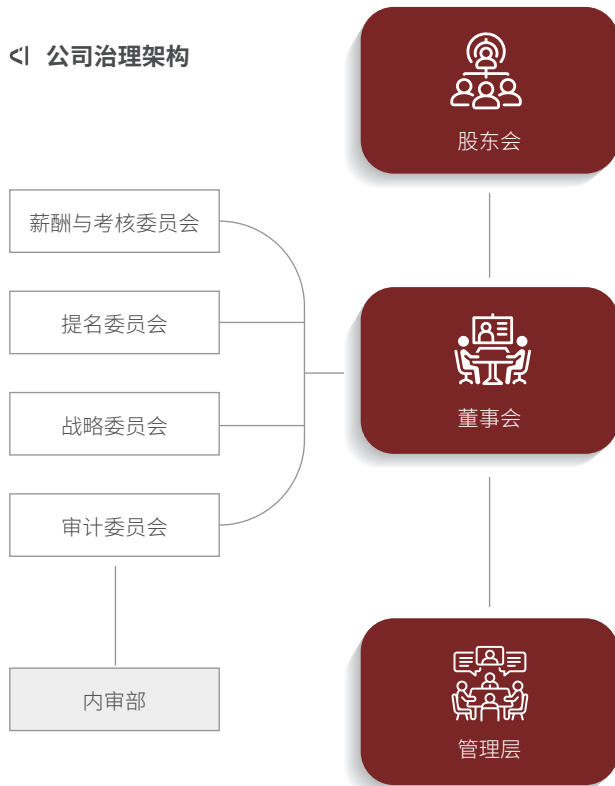 公司治理架构
股东会
薪酬与考核委员会
提名委员会
董事会
战略委员会
审计委员会
内审部
管理层